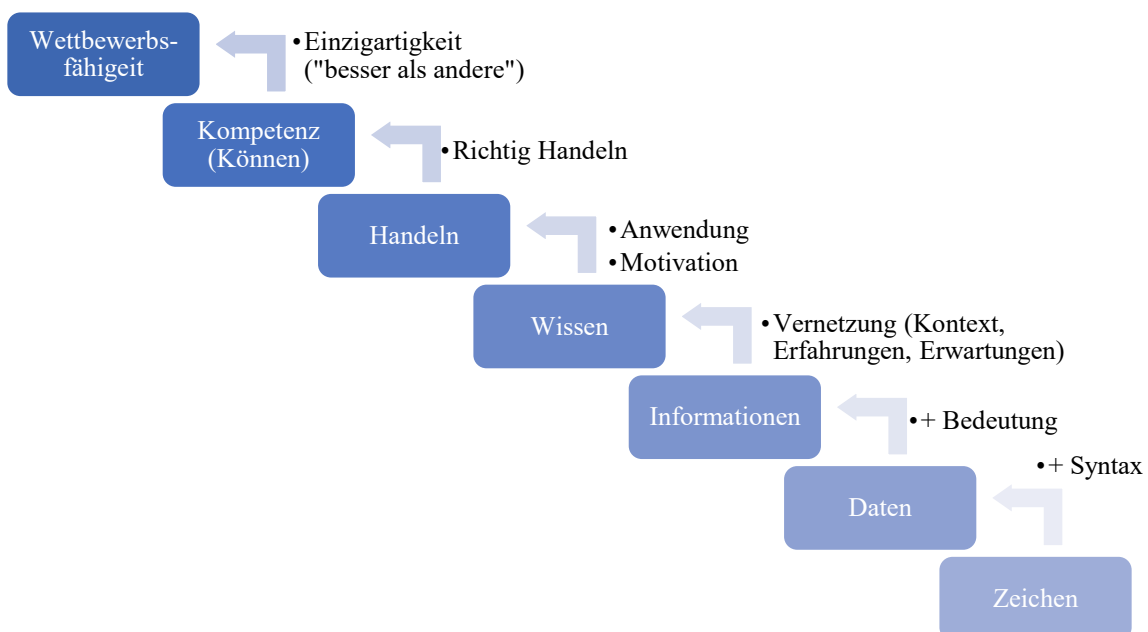 Wettbewerbs-
fähigeit
•Einzigartigkeit
("besser als andere")
Kompetenz
(Können)
•Richtig Handeln
Handeln
•Anwendung
•Motivation
Wissen
•Vernetzung (Kontext,
Erfahrungen, Erwartungen)
Informationen
•+ Bedeutung
Daten
•+ Syntax
Zeichen